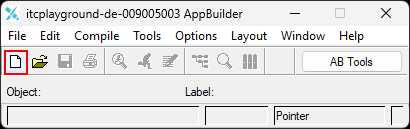 itcplayground-de-009005003 AppBuilder
File Edit Compile Tools Options Layout Window Help
AB Tools
Object: Label:
Pointer